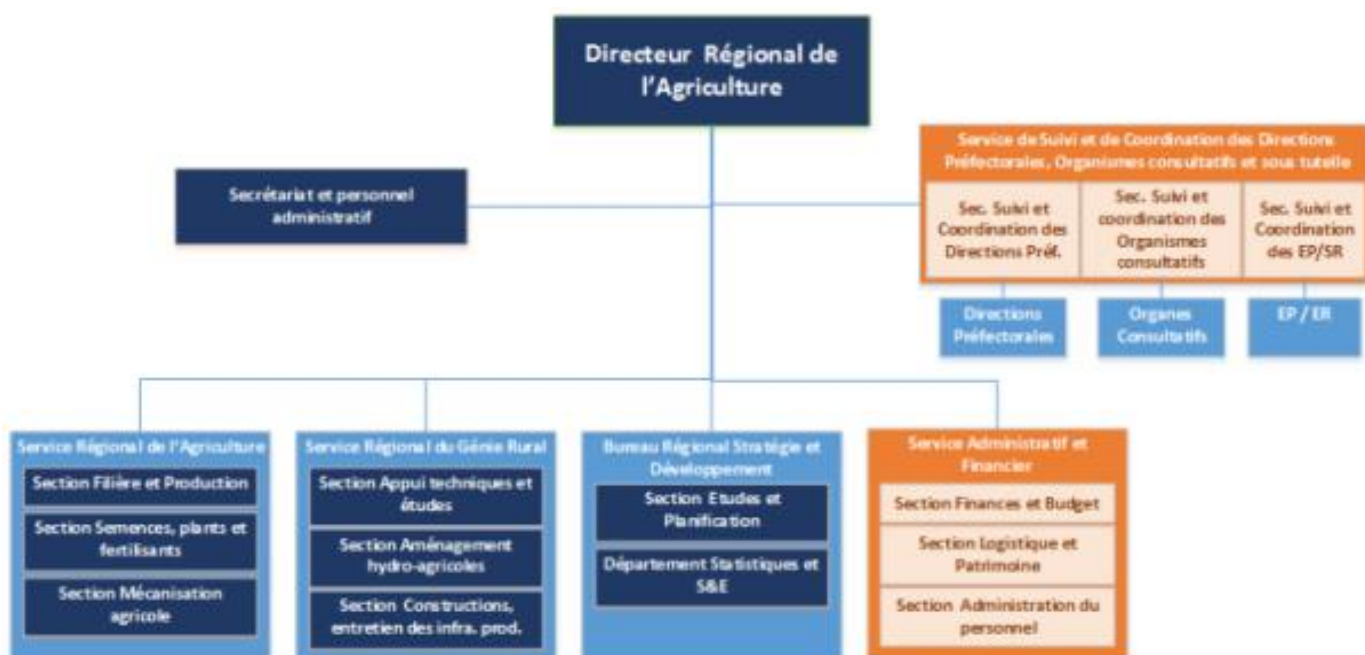 Directeur Régional de
l'Agriculture
Service de Suivi et de Coordination des Directions
Préfectorales, Organismes consultatifs et sous tutelle
Secrétariat et personnel
administratif
Sec. Suivi et
Coordination des
Directions Préf.
Sec. Suivi et
coordination des
Organismes
consultatifs
Sec. Suivi et
Coordination
des EP/SR
Directions
Préfectorales
Organes
Consultatifs
EP / ER
Service Régional de l'Agriculture
Section Filière et Production
Section Semences, plants et
fertilisants
Section Mécanisation
agricole
Service Régional du Génie Rural
Section Appui techniques et
études
Section Aménagement
hydro-agricoles
Section Constructions,
entretien des infra. prod.
Bureau Régional Stratégie et
Développement
Section Etudes et
Planification
Département Statistiques et
S&E
Service Administratif et
Financier
Section Finances et Budget
Section Logistique et
Patrimoine
Section Administration du
personnel